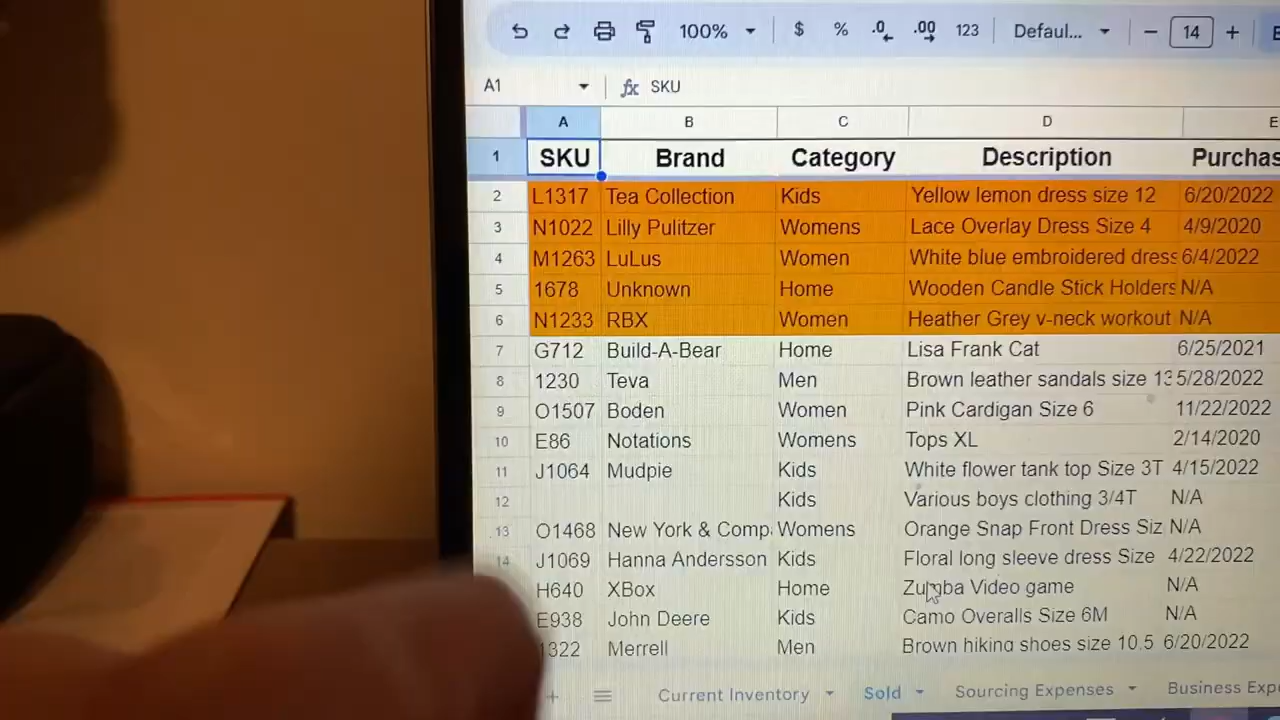 100% $ % .0 .00 123 Defaul... − 14 +
A1 fx SKU
A B C D E
1 SKU Brand Category Description Purchas
2 L1317 Tea Collection Kids Yellow lemon dress size 12 6/20/2022
3 N1022 Lilly Pulitzer Womens Lace Overlay Dress Size 4 4/9/2020
4 M1263 LuLus Women White blue embroidered dress 6/4/2022
5 1678 Unknown Home Wooden Candle Stick Holders N/A
6 N1233 RBX Women Heather Grey v-neck workout N/A
7 G712 Build-A-Bear Home Lisa Frank Cat 6/25/2021
8 1230 Teva Men Brown leather sandals size 13 5/28/2022
9 O1507 Boden Women Pink Cardigan Size 6 11/22/2022
10 E86 Notations Womens Tops XL 2/14/2020
11 J1064 Mudpie Kids White flower tank top Size 3T 4/15/2022
12 Kids Various boys clothing 3/4T N/A
13 O1468 New York & Comp Womens Orange Snap Front Dress Siz N/A
14 J1069 Hanna Andersson Kids Floral long sleeve dress Size 4/22/2022
H640 XBox Home Zumba Video game N/A
E938 John Deere Kids Camo Overalls Size 6M N/A
1322 Merrell Men Brown hiking shoes size 10.5 6/20/2022
+ Current Inventory Sold Sourcing Expenses Business Exp